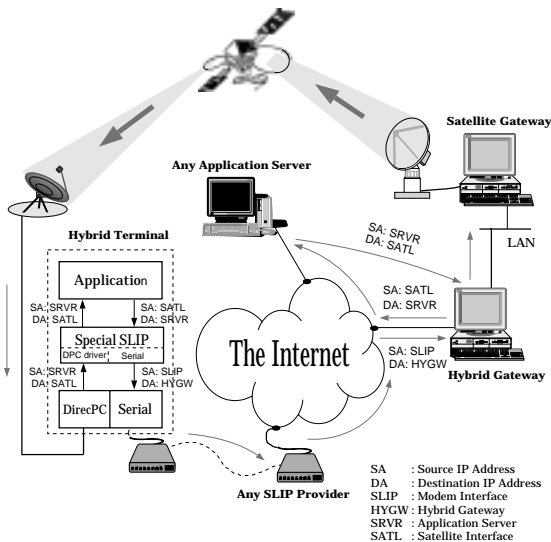 Satellite Gateway
Any Application Server
LAN
Hybrid Terminal
SA: SRVR
DA: SATL
Application
SA: SATL
DA: SRVR
SA: SRVR
DA: SATL
SA: SATL
DA: SRVR
Special SLIP
DPC driver
Serial
The Internet
SA: SRVR
DA: SATL
SA: SLIP
DA: HYGW
SA: SLIP
DA: HYGW
Hybrid Gateway
DirecPC
Serial
Any SLIP Provider
SA : Source IP Address
DA : Destination IP Address
SLIP : Modem Interface
HYGW : Hybrid Gateway
SRVR : Application Server
SATL : Satellite Interface